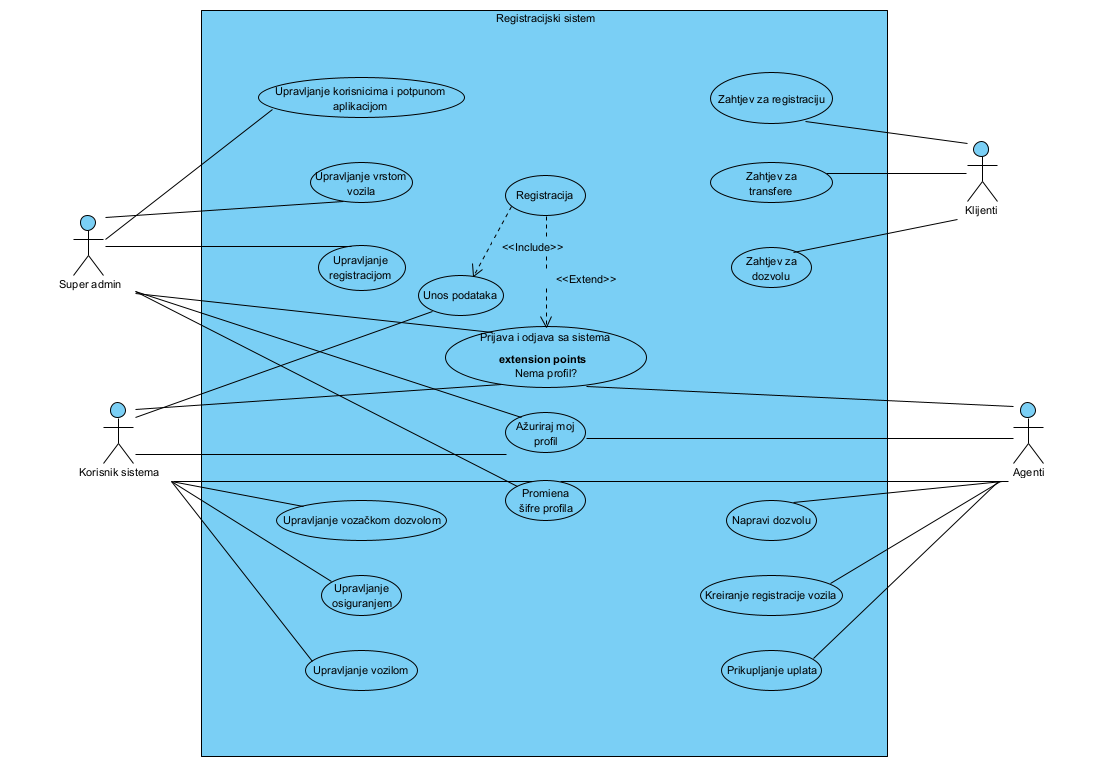 Registracijski sistem
Upravljanje korisnicima i potpunom
aplikacijom
Zahtjev za registraciju
Upravljanje vrstom
vozila
Registracija
Zahtjev za
transfere
Klijenti
<<Include>>
Upravljanje
registracijom
<<Extend>>
Zahtjev za
dozvolu
Super admin
Unos podataka
Prijava i odjava sa sistema
extension points
Nema profil?
Ažuriraj moj
profil
Korisnik sistema
Agenti
Promjena
šifre profila
Upravljanje vozačkom dozvolom
Napravi dozvolu
Upravljanje
osiguranjem
Kreiranje registracije vozila
Upravljanje vozilom
Prikupljanje uplata